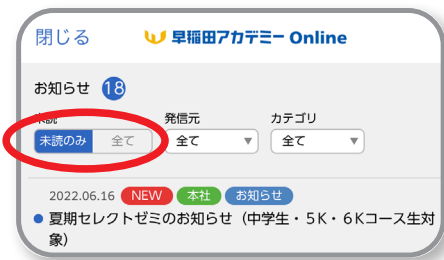 閉じる 早稲田アカデミー Online
お知らせ 18
未読 発信元 カテゴリ
未読のみ 全て 全て ▼ 全て ▼
2022.06.16 NEW 本社 お知らせ
夏期セレクトゼミのお知らせ（中学生・５K・６Kコース生対
象）